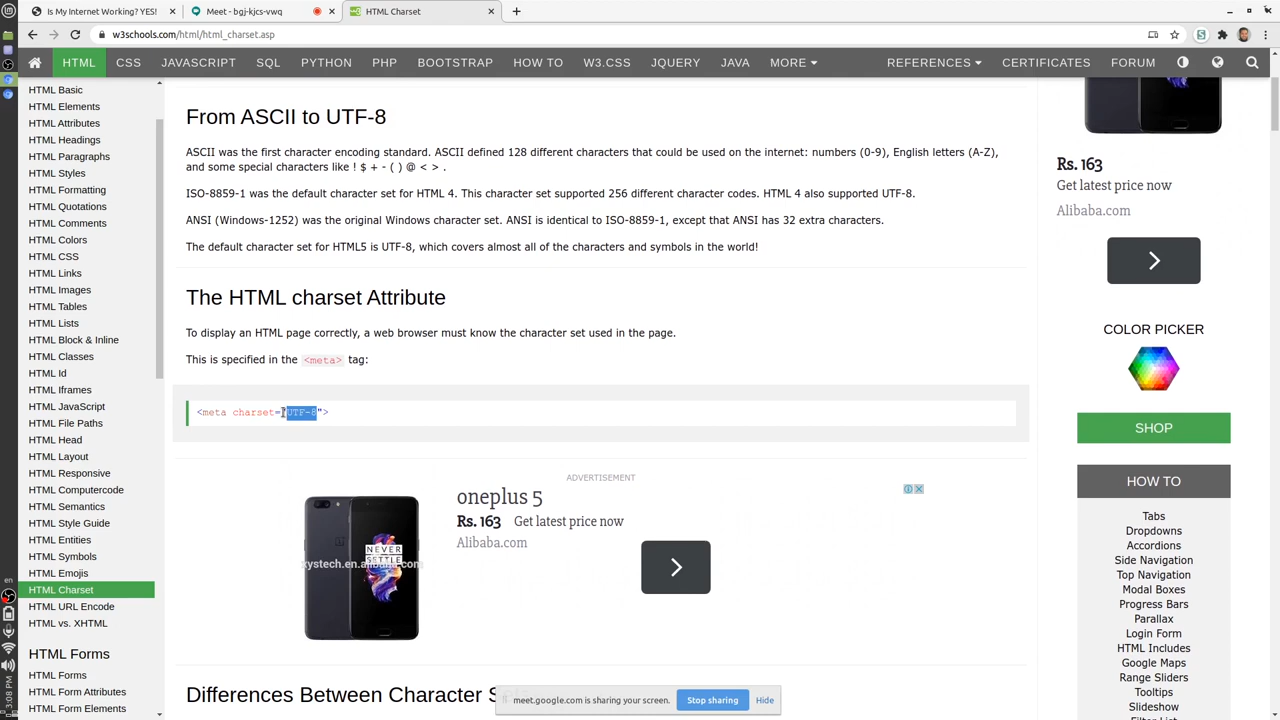 Is My Internet Working? YES!
Meet - bgj-kjcs-vwq
HTML Charset
w3schools.com/html/html_charset.asp
HTML
CSS
JAVASCRIPT
SQL
PYTHON
PHP
BOOTSTRAP
HOW TO
W3.CSS
JQUERY
JAVA
MORE
REFERENCES
CERTIFICATES
FORUM
HTML Basic
HTML Elements
HTML Attributes
HTML Headings
HTML Paragraphs
HTML Styles
HTML Formatting
HTML Quotations
HTML Comments
HTML Colors
HTML CSS
HTML Links
HTML Images
HTML Tables
HTML Lists
HTML Block & Inline
HTML Classes
HTML Id
HTML Iframes
HTML JavaScript
HTML File Paths
HTML Head
HTML Layout
HTML Responsive
HTML Computercode
HTML Semantics
HTML Style Guide
HTML Entities
HTML Symbols
HTML Emojis
HTML Charset
HTML URL Encode
HTML vs. XHTML
HTML Forms
HTML Forms
HTML Form Attributes
HTML Form Elements
From ASCII to UTF-8
ASCII was the first character encoding standard. ASCII defined 128 different characters that could be used on the internet: numbers (0-9), English letters (A-Z),
and some special characters like ! $ + - ( ) @ < > .
ISO-8859-1 was the default character set for HTML 4. This character set supported 256 different character codes. HTML 4 also supported UTF-8.
ANSI (Windows-1252) was the original Windows character set. ANSI is identical to ISO-8859-1, except that ANSI has 32 extra characters.
The default character set for HTML5 is UTF-8, which covers almost all of the characters and symbols in the world!
The HTML charset Attribute
To display an HTML page correctly, a web browser must know the character set used in the page.
This is specified in the <meta> tag:
<meta charset="UTF-8">
ADVERTISEMENT
oneplus 5
Rs. 163 Get latest price now
Alibaba.com
NEVER
SETTLE
xystech.en.alibaba.com
Differences Between Character
meet.google.com is sharing your screen.
Stop sharing
Hide
Rs. 163
Get latest price now
Alibaba.com
COLOR PICKER
SHOP
HOW TO
Tabs
Dropdowns
Accordions
Side Navigation
Top Navigation
Modal Boxes
Progress Bars
Parallax
Login Form
HTML Includes
Google Maps
Range Sliders
Tooltips
Slideshow
Filter List
en
3:08 PM